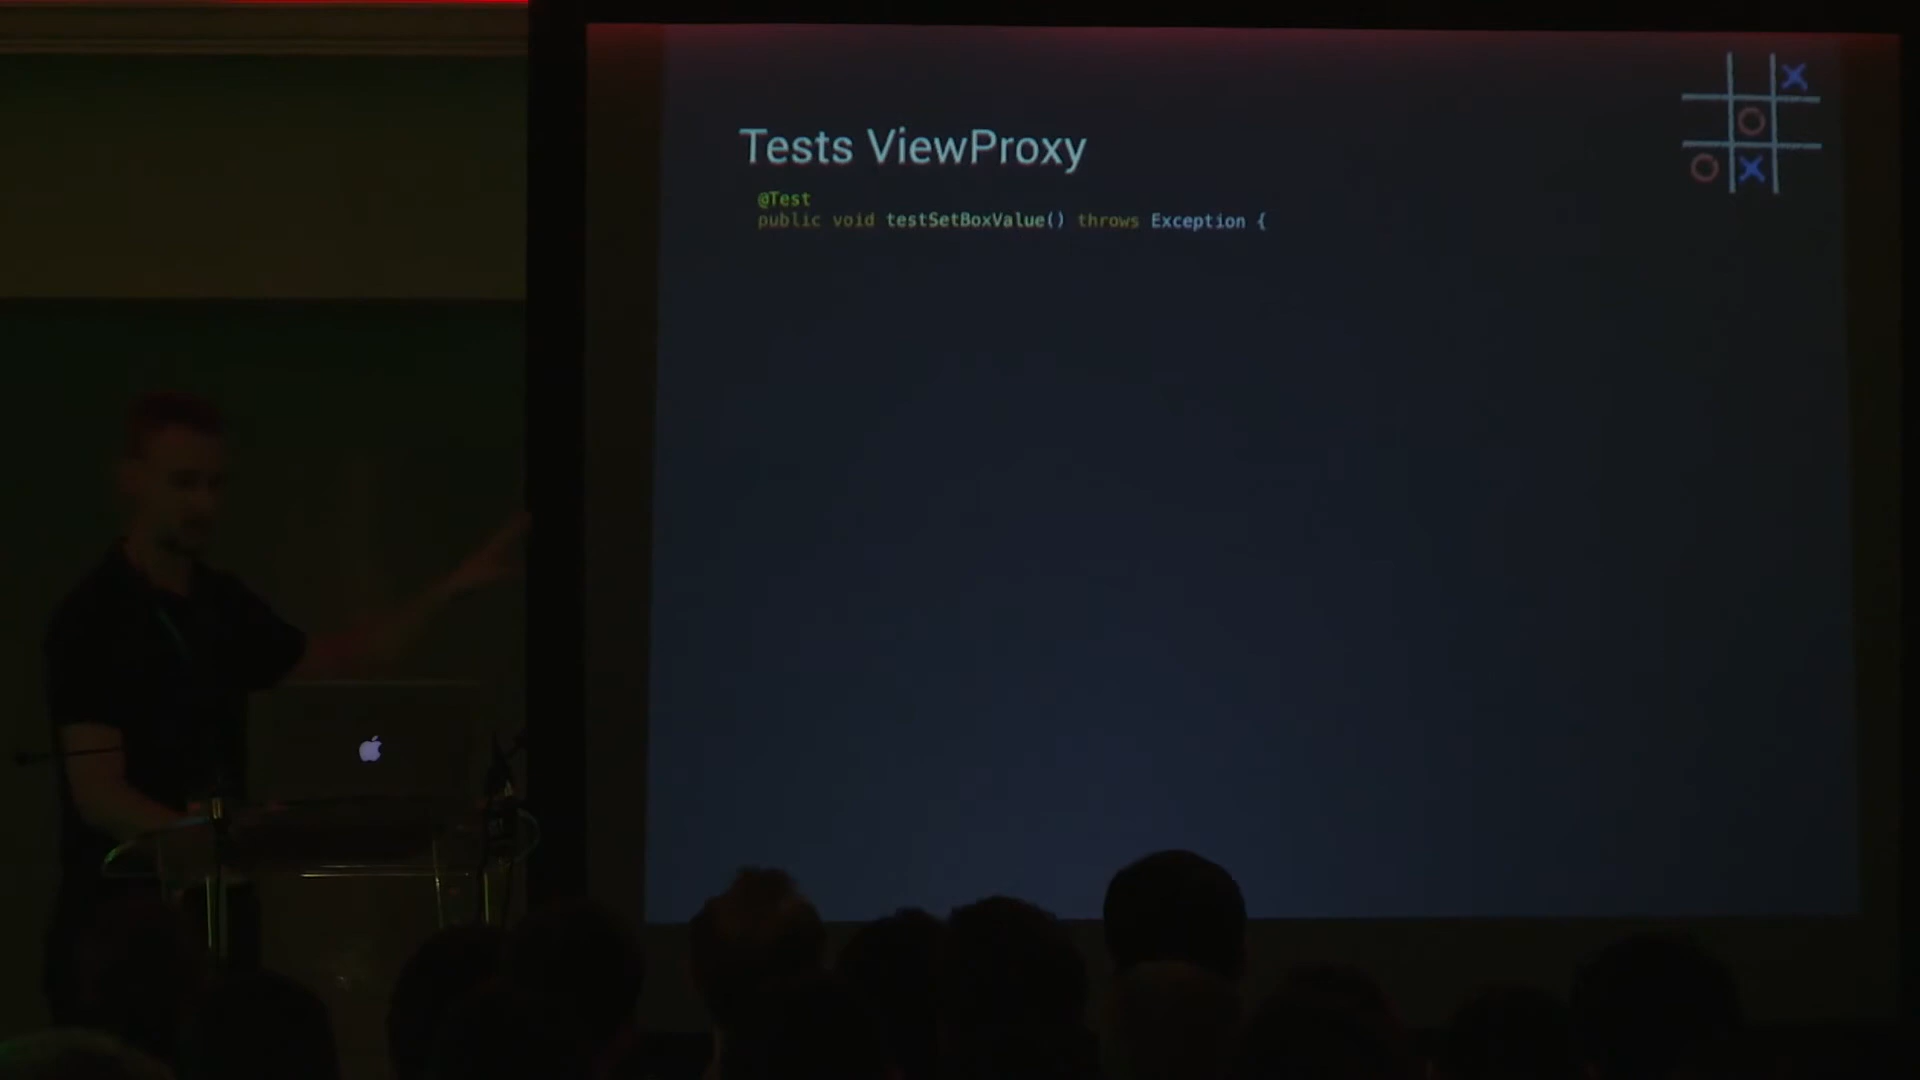 Tests ViewProxy
@Test
public void testSetBoxValue() throws Exception {